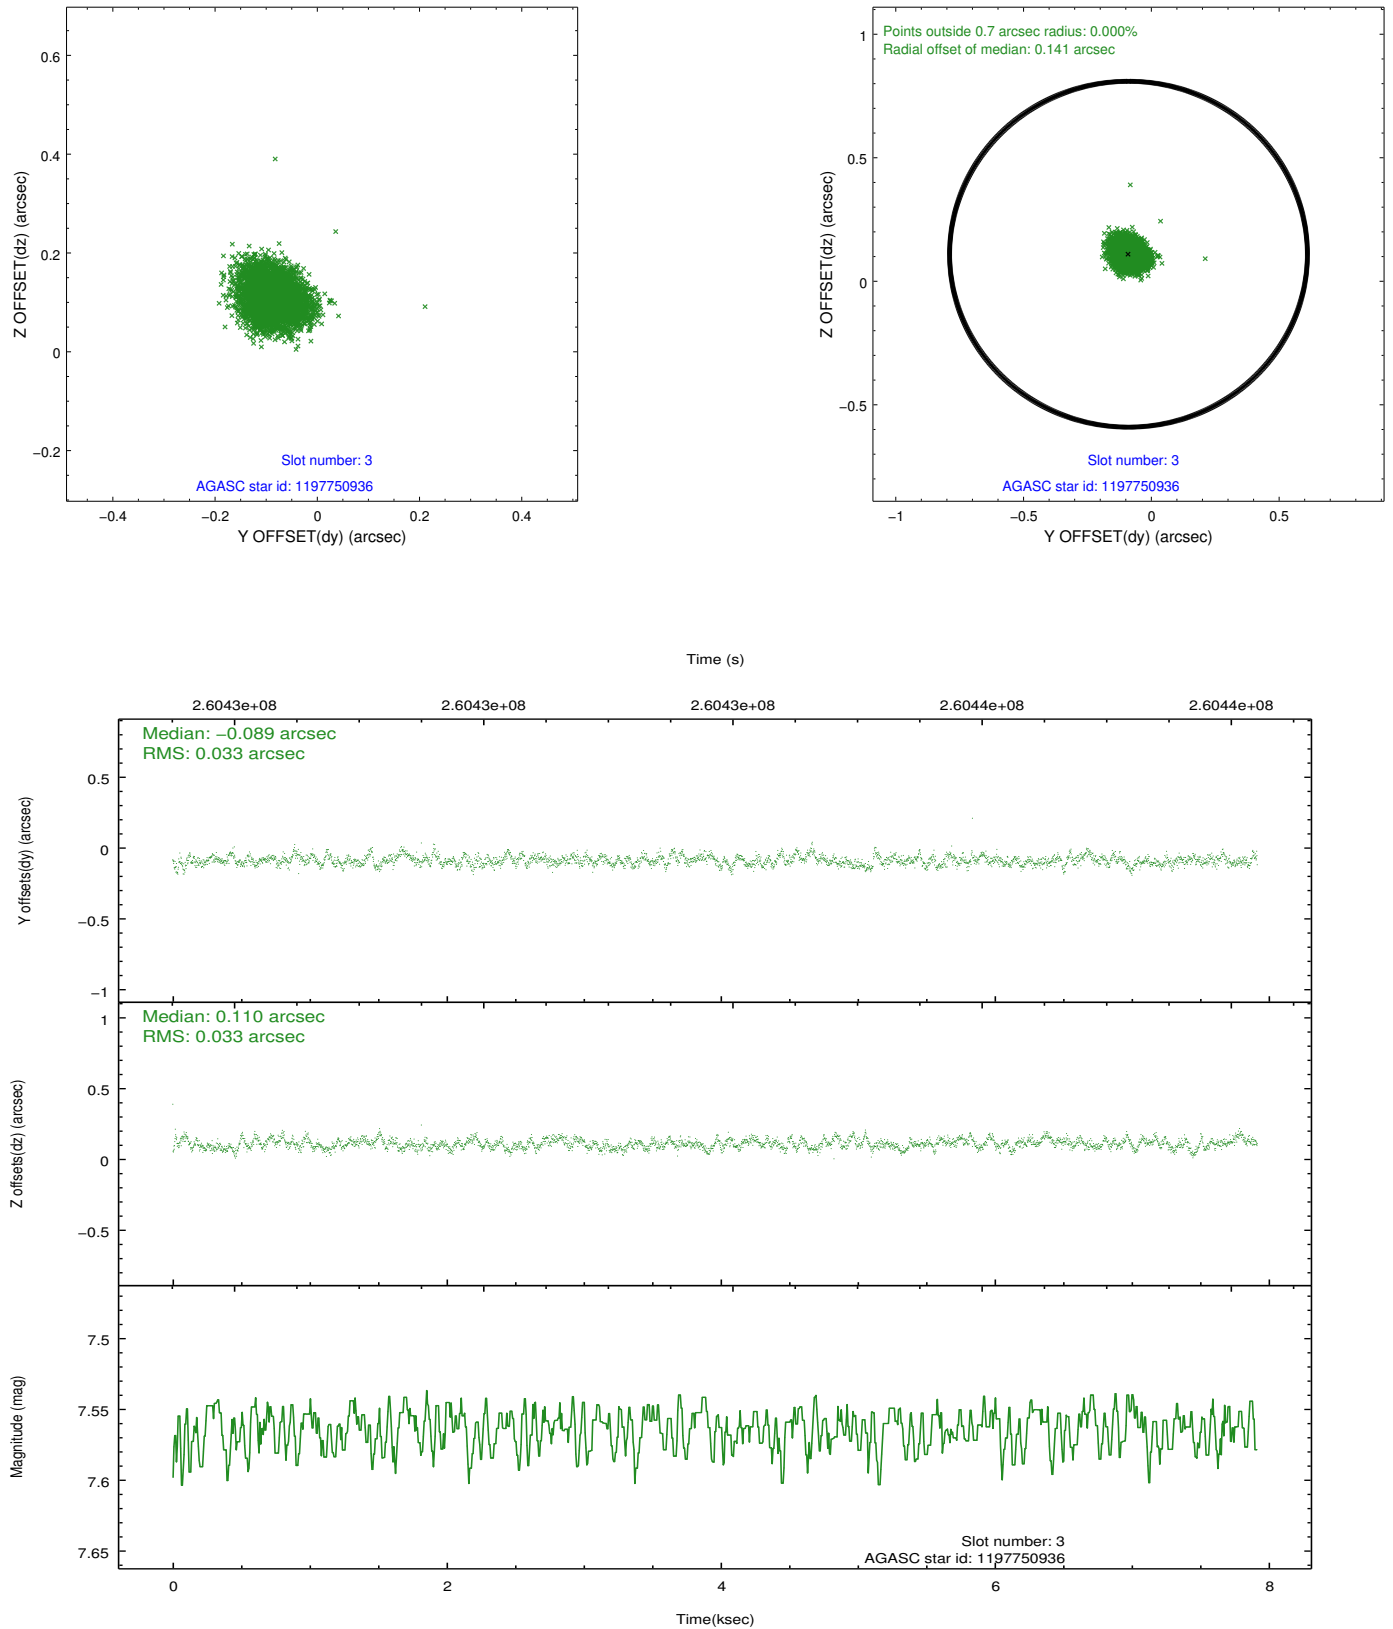 0.6
0.4
0.2
0
−0.2
Z OFFSET(dz) (arcsec)
Slot number: 3
AGASC star id: 1197750936
−0.4 −0.2 0 0.2 0.4
Y OFFSET(dy) (arcsec)
Points outside 0.7 arcsec radius: 0.000%
Radial offset of median: 0.141 arcsec
1
0.5
0
−0.5
Z OFFSET(dz) (arcsec)
Slot number: 3
AGASC star id: 1197750936
−1 −0.5 0 0.5
Y OFFSET(dy) (arcsec)
Time (s)
2.6043e+08 2.6043e+08 2.6043e+08 2.6044e+08 2.6044e+08
Median: −0.089 arcsec
RMS: 0.033 arcsec
0.5
0
−0.5
−1
Y offsets(dy) (arcsec)
Median: 0.110 arcsec
RMS: 0.033 arcsec
1
0.5
0
−0.5
Z offsets(dz) (arcsec)
7.5
7.55
7.6
7.65
Magnitude (mag)
Slot number: 3
AGASC star id: 1197750936
0 2 4 6 8
Time(ksec)